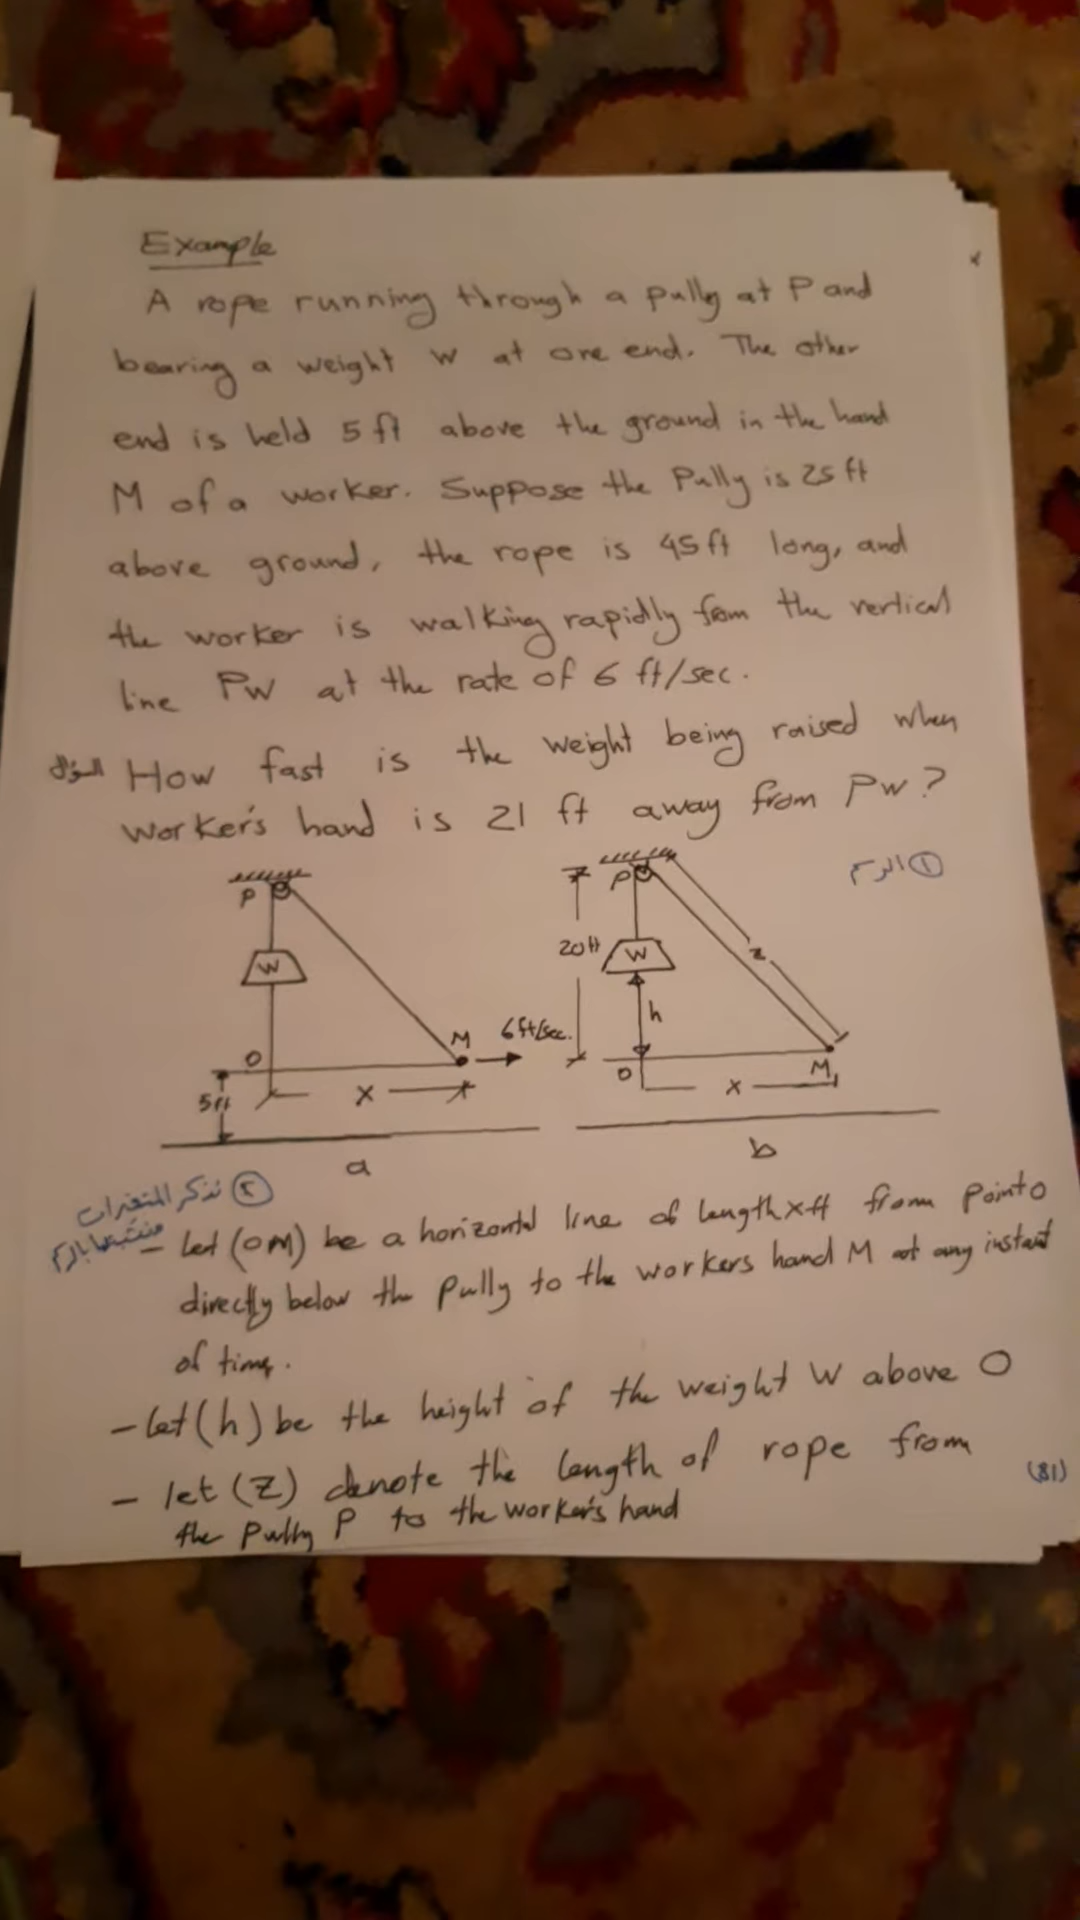 Example
A rope running through a pully at P and
bearing a weight W at one end. The other
end is held 5 ft above the ground in the hand
M of a worker. Suppose the Pully is 25 ft
above ground, the rope is 45 ft long, and
the worker is walking rapidly from the vertical
line PW at the rate of 6 ft/sec.
السؤال How fast is the weight being raised when
worker's hand is 21 ft away from PW?
① الرسم
P
W
O
M
6 ft/sec.
5 ft
x
a
P
20 ft
W
z
h
O
M
x
b
② نذكر المتغيرات
- let (OM) be a horizontal line of length x ft from point O
directly below the pully to the workers hand M at any instant
of time.
- let (h) be the height of the weight W above O
- let (Z) denote the length of rope from
the pully P to the worker's hand
(81)